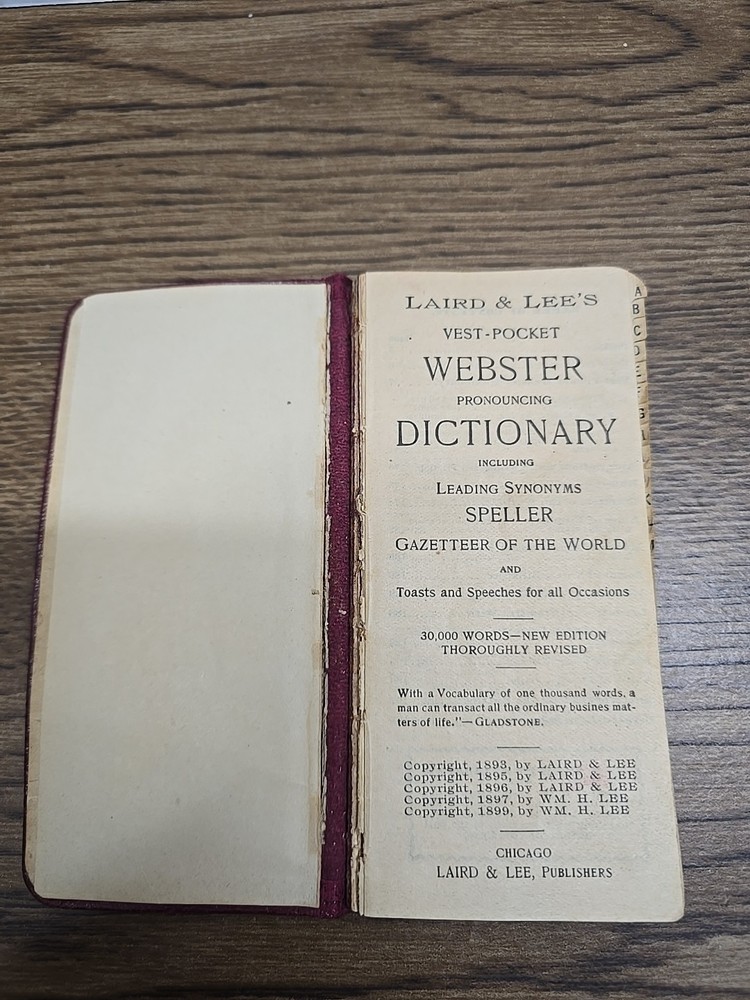 LAIRD & LEE'S
VEST-POCKET
WEBSTER
PRONOUNCING
DICTIONARY
INCLUDING
LEADING SYNONYMS
SPELLER
GAZETTEER OF THE WORLD
AND
Toasts and Speeches for all Occasions
30,000 WORDS—NEW EDITION
THOROUGHLY REVISED
With a Vocabulary of one thousand words, a
man can transact all the ordinary busines mat-
ters of life."—GLADSTONE.
Copyright, 1893, by LAIRD & LEE
Copyright, 1895, by LAIRD & LEE
Copyright, 1896, by LAIRD & LEE
Copyright, 1897, by WM. H. LEE
Copyright, 1899, by WM. H. LEE
CHICAGO
LAIRD & LEE, PUBLISHERS
A
B
C
D